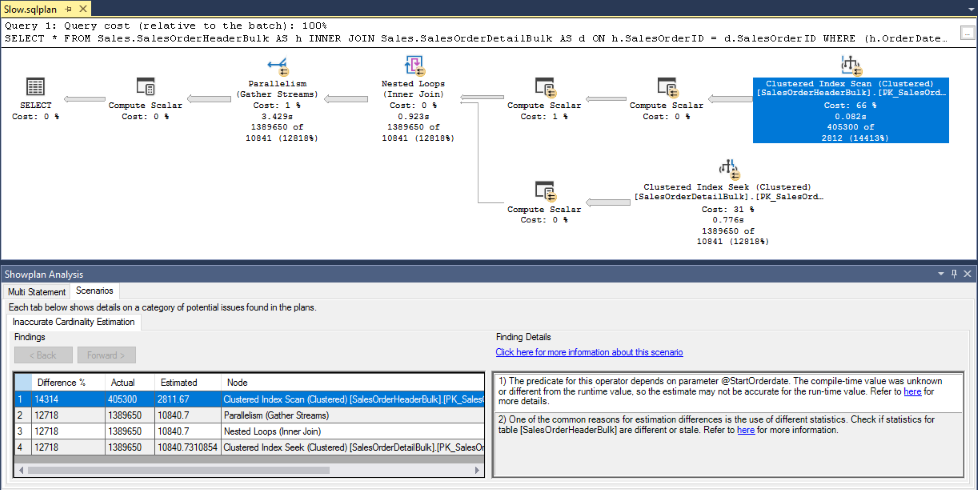 Slow.sqlplan
Query 1: Query cost (relative to the batch): 100%
SELECT * FROM Sales.SalesOrderHeaderBulk AS h INNER JOIN Sales.SalesOrderDetailBulk AS d ON h.SalesOrderID = d.SalesOrderID WHERE (h.OrderDate...
SELECT
Cost: 0 %
Compute Scalar
Cost: 0 %
Parallelism
(Gather Streams)
Cost: 1 %
3.429s
1389650 of
10841 (12818%)
Nested Loops
(Inner Join)
Cost: 0 %
0.923s
1389650 of
10841 (12818%)
Compute Scalar
Cost: 1 %
Compute Scalar
Cost: 0 %
Clustered Index Scan (Clustered)
[SalesOrderHeaderBulk].[PK_SalesOrd...
Cost: 66 %
0.082s
405300 of
2812 (14413%)
Compute Scalar
Cost: 0 %
Clustered Index Seek (Clustered)
[SalesOrderDetailBulk].[PK_SalesOrd...
Cost: 31 %
0.776s
1389650 of
10841 (12818%)
Showplan Analysis
Multi Statement Scenarios
Each tab below shows details on a category of potential issues found in the plans.
Inaccurate Cardinality Estimation
Findings
< Back Forward >
Difference % Actual Estimated Node
1 14314 405300 2811.67 Clustered Index Scan (Clustered) [SalesOrderHeaderBulk].[PK_Sales
2 12718 1389650 10840.7 Parallelism (Gather Streams)
3 12718 1389650 10840.7 Nested Loops (Inner Join)
4 12718 1389650 10840.7310854 Clustered Index Seek (Clustered) [SalesOrderDetailBulk].[PK_Sales
Finding Details
Click here for more information about this scenario
1) The predicate for this operator depends on parameter @StartOrderdate. The compile-time value was unknown
or different from the runtime value, so the estimate may not be accurate for the run-time value. Refer to here for
more details.
2) One of the common reasons for estimation differences is the use of different statistics. Check if statistics for
table [SalesOrderHeaderBulk] are different or stale. Refer to here for more information.